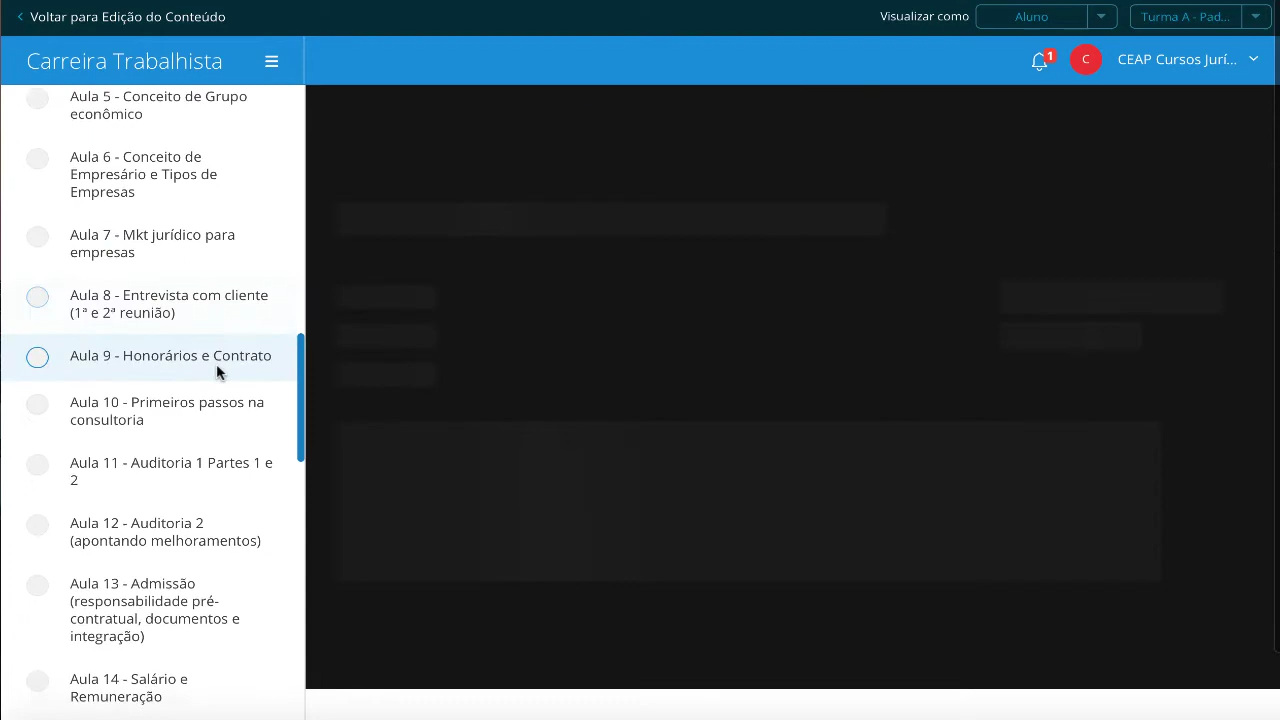 Voltar para Edição do Conteúdo
Visualizar como
Aluno
Turma A - Pad...
Carreira Trabalhista
1
C
CEAP Cursos Jurí...
Aula 5 - Conceito de Grupo
econômico
Aula 6 - Conceito de
Empresário e Tipos de
Empresas
Aula 7 - Mkt jurídico para
empresas
Aula 8 - Entrevista com cliente
(1ª e 2ª reunião)
Aula 9 - Honorários e Contrato
Aula 10 - Primeiros passos na
consultoria
Aula 11 - Auditoria 1 Partes 1 e
2
Aula 12 - Auditoria 2
(apontando melhoramentos)
Aula 13 - Admissão
(responsabilidade pré-
contratual, documentos e
integração)
Aula 14 - Salário e
Remuneração